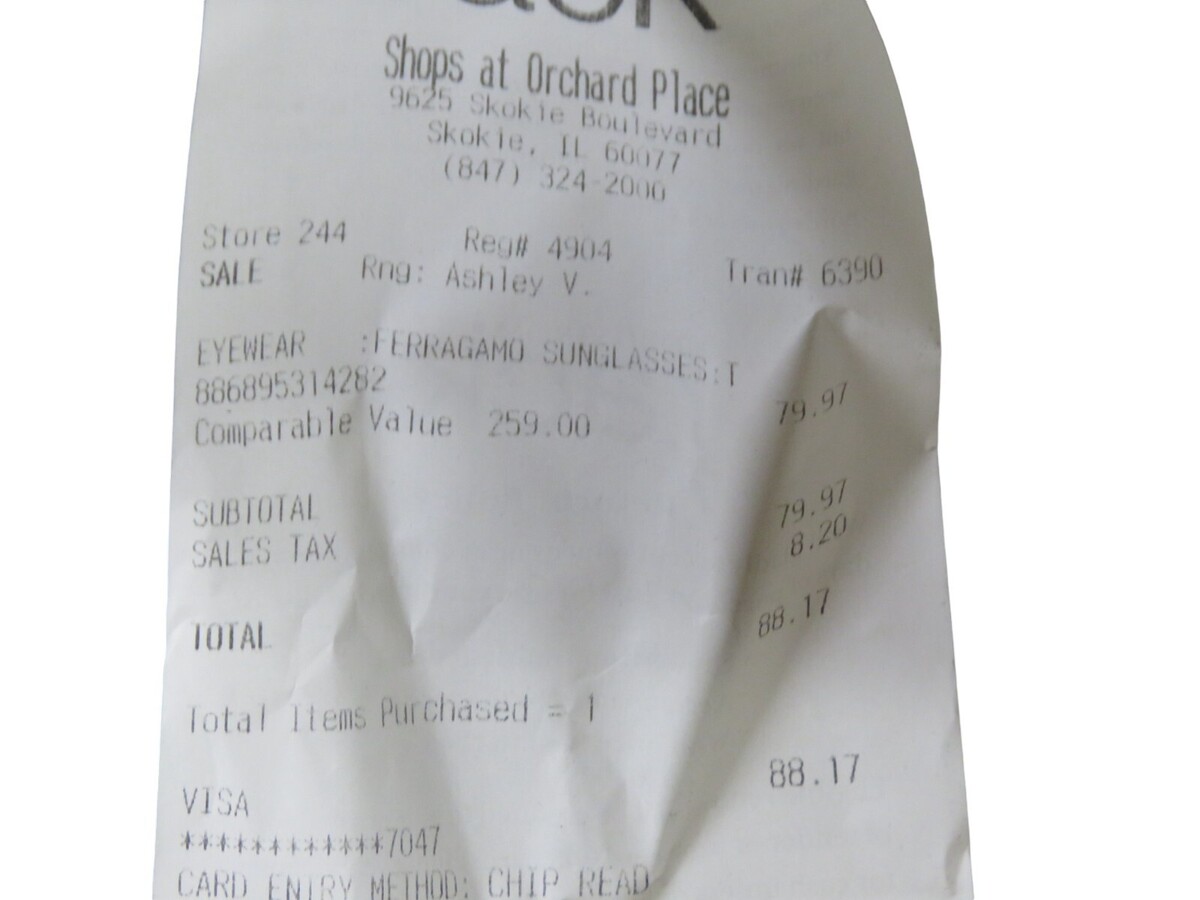 Shops at Orchard Place
9625 Skokie Boulevard
Skokie, IL 60077
(847) 324-2000
Store 244 Reg# 4904 Tran# 6390
SALE Rng: Ashley V.
EYEWEAR :FERRAGAMO SUNGLASSES:T
886895314282 79.97
Comparable Value 259.00
SUBTOTAL 79.97
SALES TAX 8.20
TOTAL 88.17
Total Items Purchased = 1
VISA 88.17
************7047
CARD ENTRY METHOD: CHIP READ